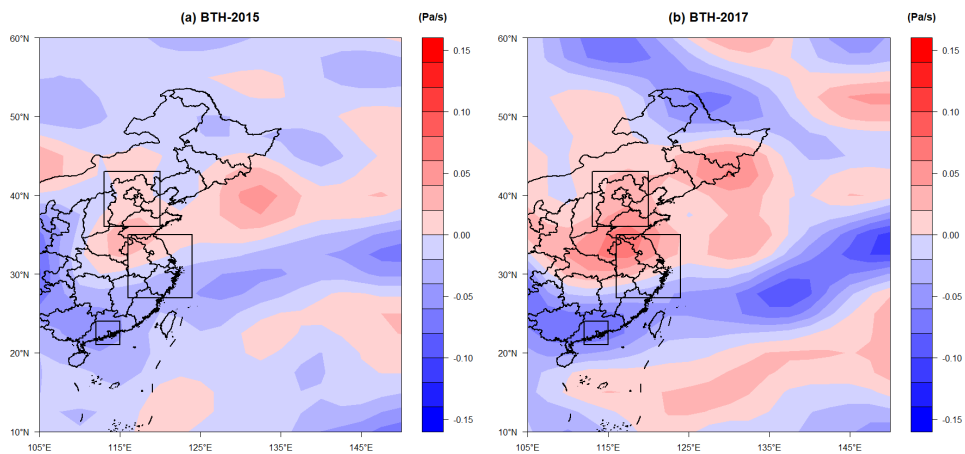 (a) BTH-2015
(Pa/s)
60°N
50°N
40°N
30°N
20°N
10°N
105°E
115°E
125°E
135°E
145°E
0.15
0.10
0.05
0.00
-0.05
-0.10
-0.15
(b) BTH-2017
(Pa/s)
60°N
50°N
40°N
30°N
20°N
10°N
105°E
115°E
125°E
135°E
145°E
0.15
0.10
0.05
0.00
-0.05
-0.10
-0.15